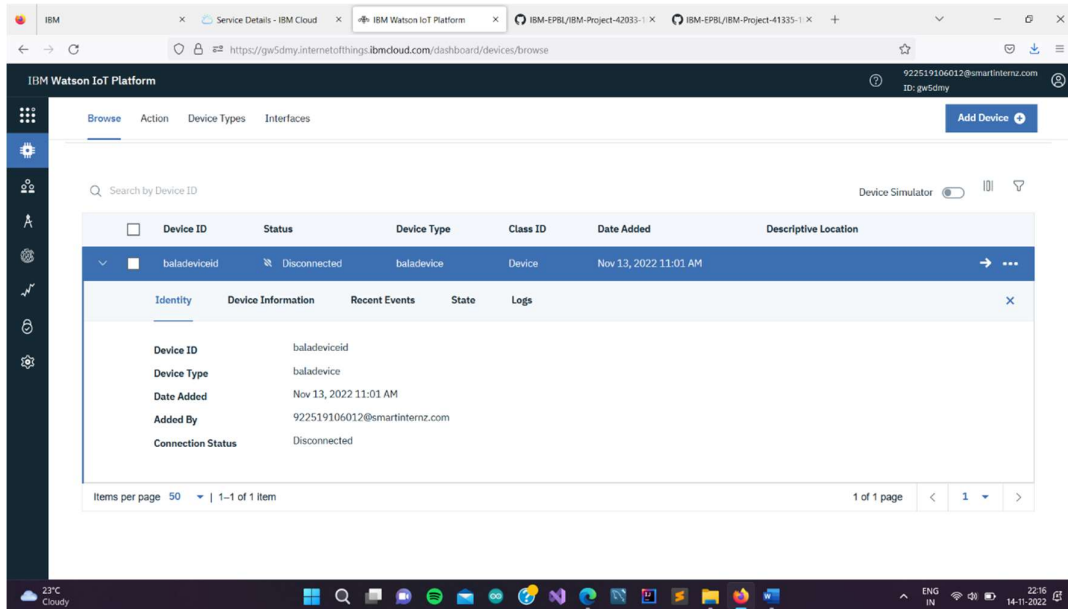 IBM
Service Details - IBM Cloud
IBM Watson IoT Platform
IBM-EPBL/IBM-Project-42033-1
IBM-EPBL/IBM-Project-41335-1
https://gw5dmy.internetofthings.ibmcloud.com/dashboard/devices/browse
IBM Watson IoT Platform
922519106012@smartinternz.com
ID: gw5dmy
Browse Action Device Types Interfaces
Add Device
Search by Device ID
Device Simulator
Device ID Status Device Type Class ID Date Added Descriptive Location
baladeviceid Disconnected baladevice Device Nov 13, 2022 11:01 AM
Identity Device Information Recent Events State Logs
Device ID baladeviceid
Device Type baladevice
Date Added Nov 13, 2022 11:01 AM
Added By 922519106012@smartinternz.com
Connection Status Disconnected
Items per page 50 | 1–1 of 1 item
1 of 1 page 1
23°C
Cloudy
ENG
IN
22:16
14-11-2022